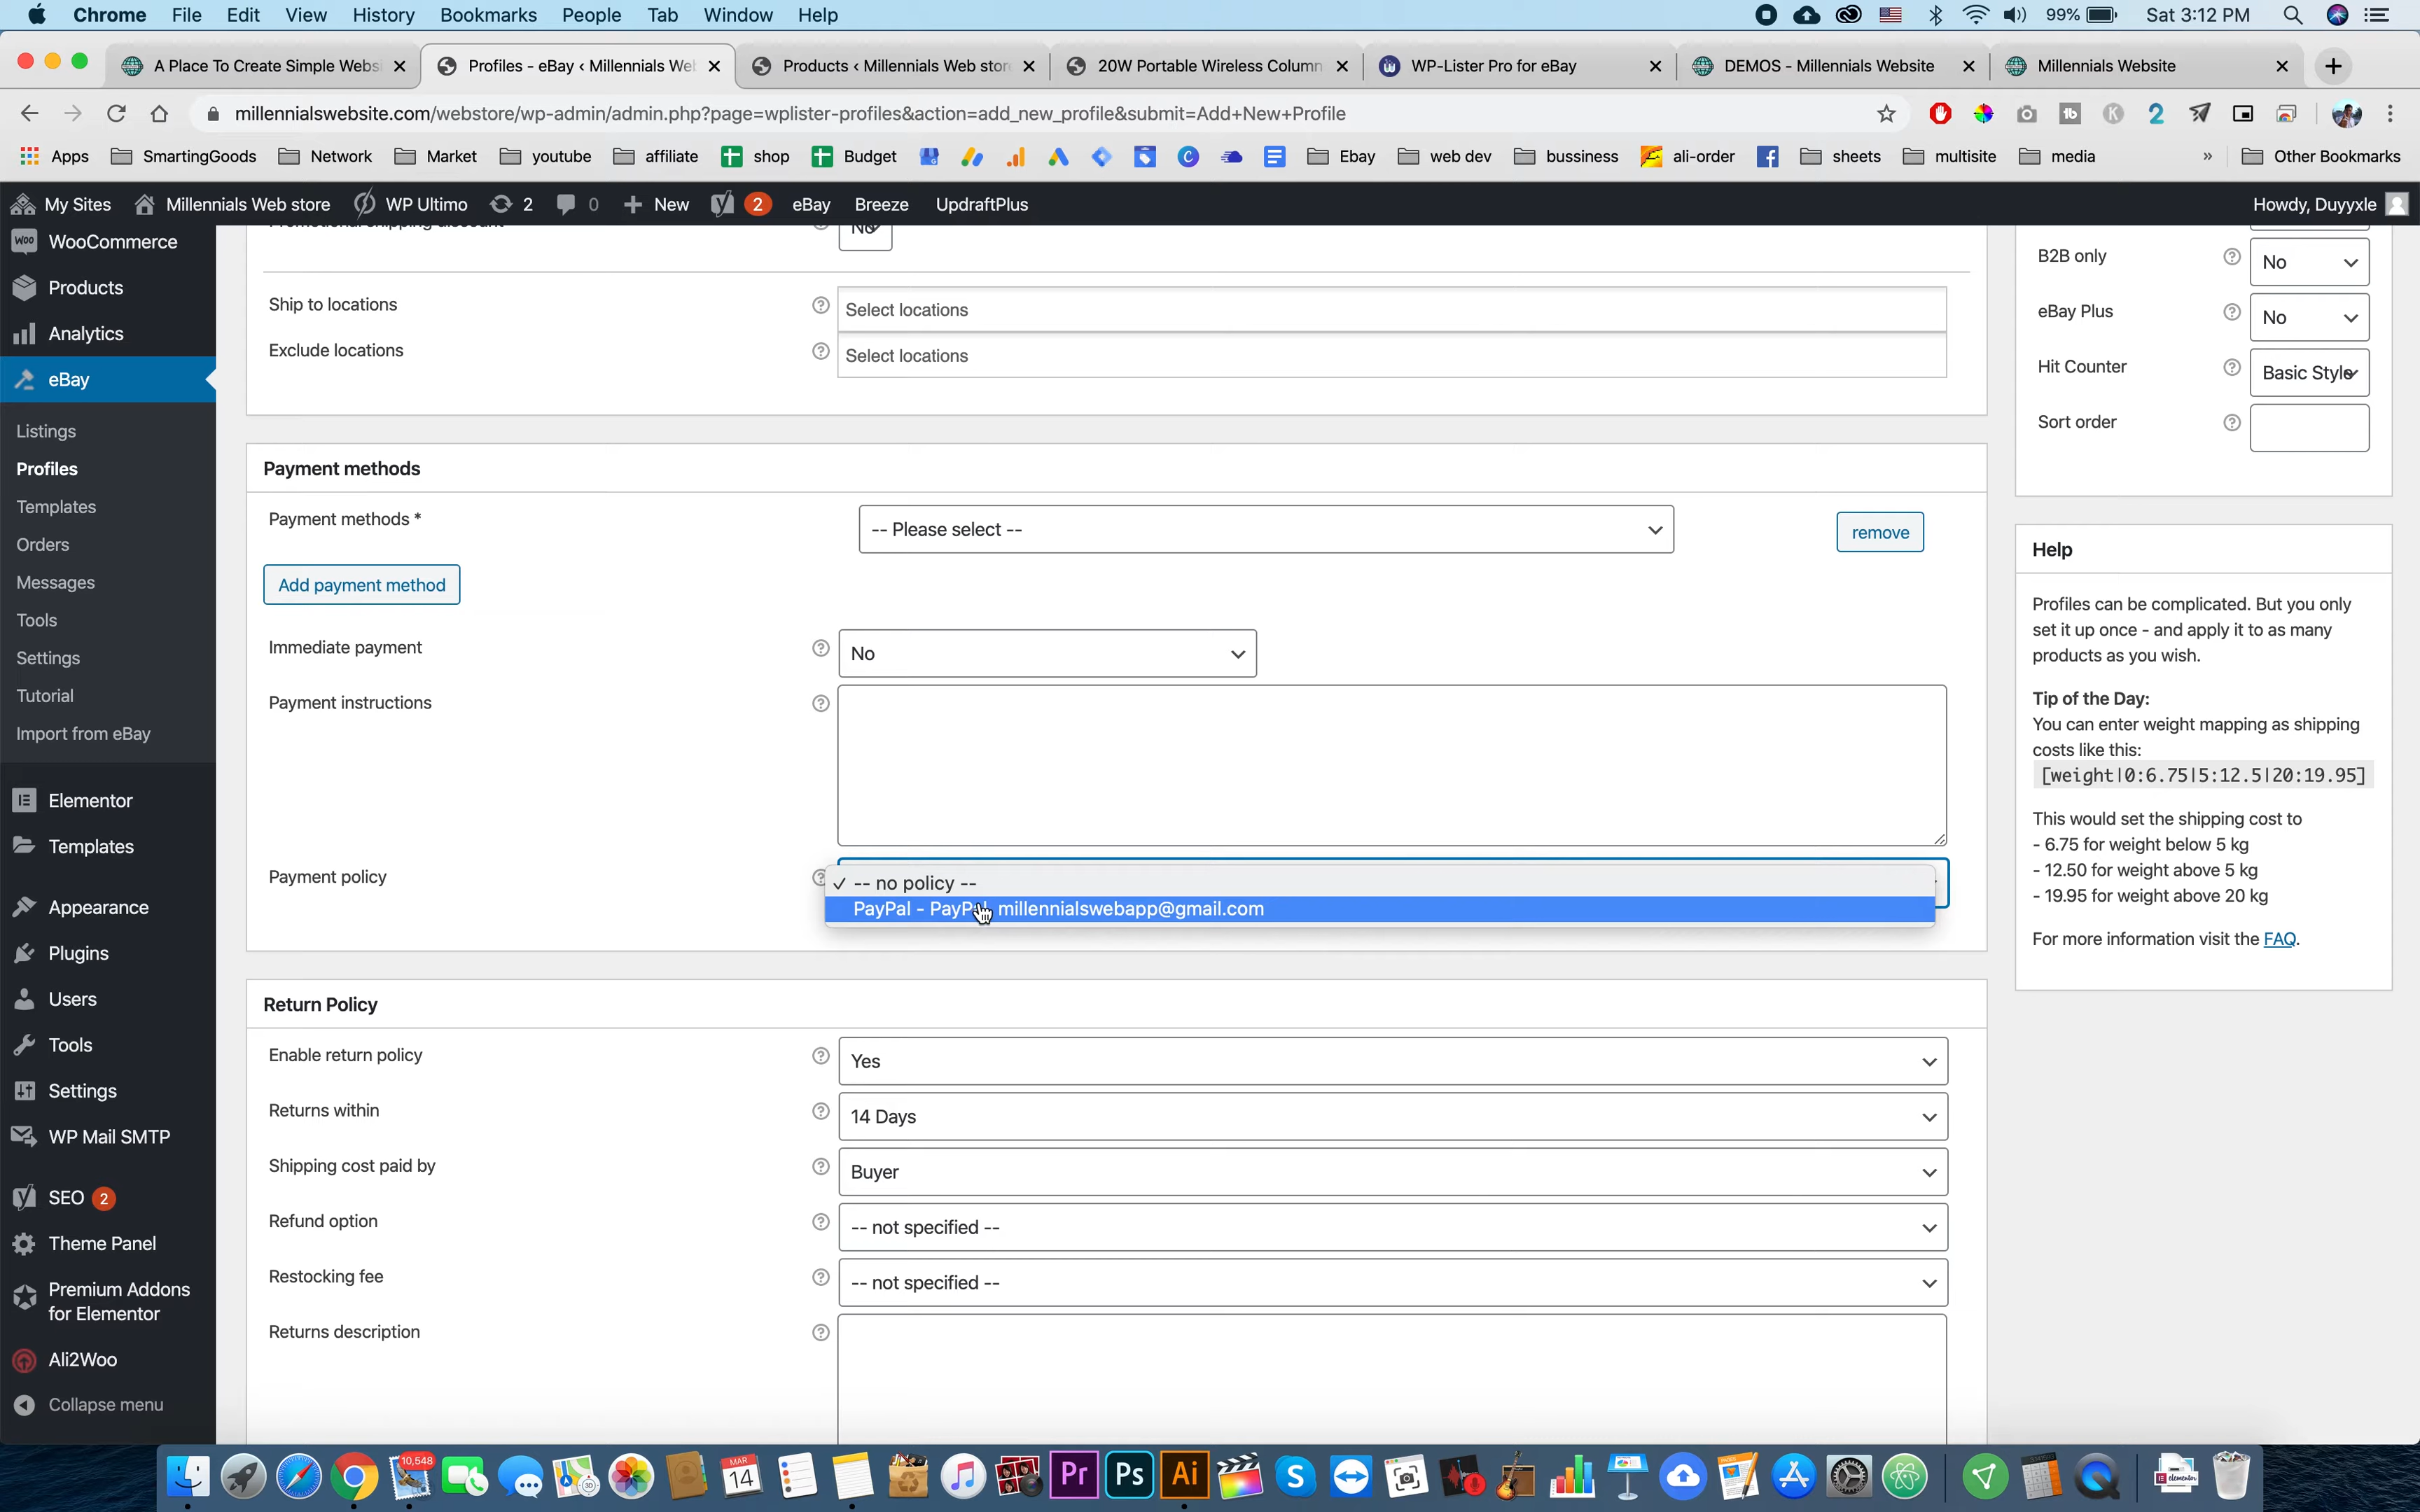 Chrome File Edit View History Bookmarks People Tab Window Help 99% Sat 3:12 PM
A Place To Create Simple Websi Profiles - eBay ‹ Millennials Web Products ‹ Millennials Web store 20W Portable Wireless Column WP-Lister Pro for eBay DEMOS - Millennials Website Millennials Website
millennialswebsite.com/webstore/wp-admin/admin.php?page=wplister-profiles&action=add_new_profile&submit=Add+New+Profile
Apps SmartingGoods Network Market youtube affiliate shop Budget Ebay web dev bussiness ali-order sheets multisite media » Other Bookmarks
My Sites Millennials Web store WP Ultimo 2 0 New 2 eBay Breeze UpdraftPlus Howdy, Duyyxle
WooCommerce
Products
Analytics
eBay
Listings
Profiles
Templates
Orders
Messages
Tools
Settings
Tutorial
Import from eBay
Elementor
Templates
Appearance
Plugins
Users
Tools
Settings
WP Mail SMTP
SEO 2
Theme Panel
Premium Addons
for Elementor
Ali2Woo
Collapse menu
Promotional shipping discount No
Ship to locations Select locations
Exclude locations Select locations
Payment methods
Payment methods * -- Please select -- remove
Add payment method
Immediate payment No
Payment instructions
Payment policy
✓ -- no policy --
PayPal - millennialswebapp@gmail.com
Return Policy
Enable return policy Yes
Returns within 14 Days
Shipping cost paid by Buyer
Refund option -- not specified --
Restocking fee -- not specified --
Returns description
B2B only No
eBay Plus No
Hit Counter Basic Style
Sort order
Help
Profiles can be complicated. But you only
set it up once - and apply it to as many
products as you wish.
Tip of the Day:
You can enter weight mapping as shipping
costs like this:
[weight|0:6.75|5:12.5|20:19.95]
This would set the shipping cost to
- 6.75 for weight below 5 kg
- 12.50 for weight above 5 kg
- 19.95 for weight above 20 kg
For more information visit the FAQ.
10,548 MAR 14 Pr Ps Ai